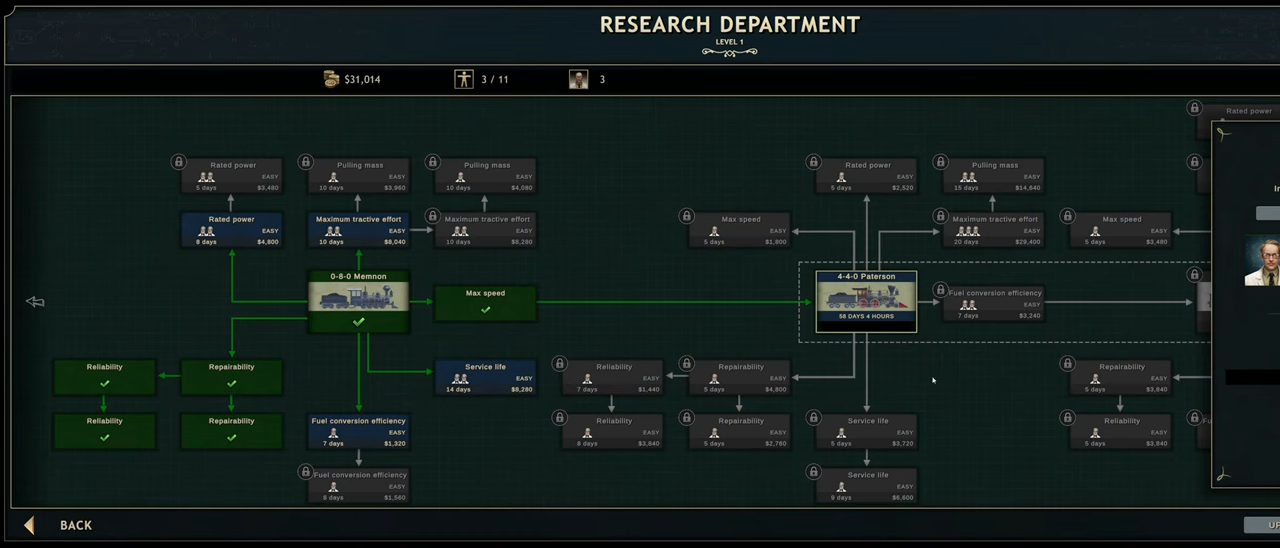 RESEARCH DEPARTMENT
LEVEL 1
$31,014
3 / 11
3
Rated power
Rated power
EASY
5 days $3,480
Pulling mass
EASY
10 days $3,960
Pulling mass
EASY
10 days $4,080
Rated power
EASY
5 days $2,520
Pulling mass
EASY
15 days $14,640
Rated power
EASY
8 days $4,800
Maximum tractive effort
EASY
10 days $8,040
Maximum tractive effort
EASY
10 days $8,280
Max speed
EASY
5 days $1,800
Maximum tractive effort
EASY
20 days $29,400
Max speed
EASY
5 days $3,480
0-8-0 Memnon
Max speed
4-4-0 Paterson
58 DAYS 4 HOURS
Fuel conversion efficiency
EASY
7 days $3,240
Reliability
Repairability
Service life
EASY
14 days $8,280
Reliability
EASY
7 days $1,440
Repairability
EASY
5 days $4,800
Repairability
EASY
5 days $3,840
Reliability
Repairability
Fuel conversion efficiency
EASY
7 days $1,320
Reliability
EASY
8 days $3,840
Repairability
EASY
5 days $2,760
Service life
EASY
5 days $3,720
Reliability
EASY
5 days $3,840
Fuel conversion efficiency
EASY
8 days $1,560
Service life
EASY
9 days $6,600
BACK